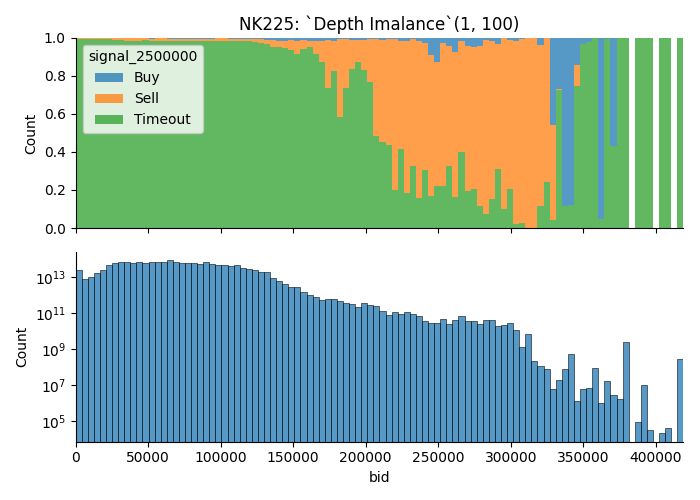 NK225: `Depth Imalance`(1, 100)
1.0
0.8
0.6
0.4
0.2
0.0
Count
signal_2500000
Buy
Sell
Timeout
10^13
10^11
10^9
10^7
10^5
Count
0 50000 100000 150000 200000 250000 300000 350000 400000
bid